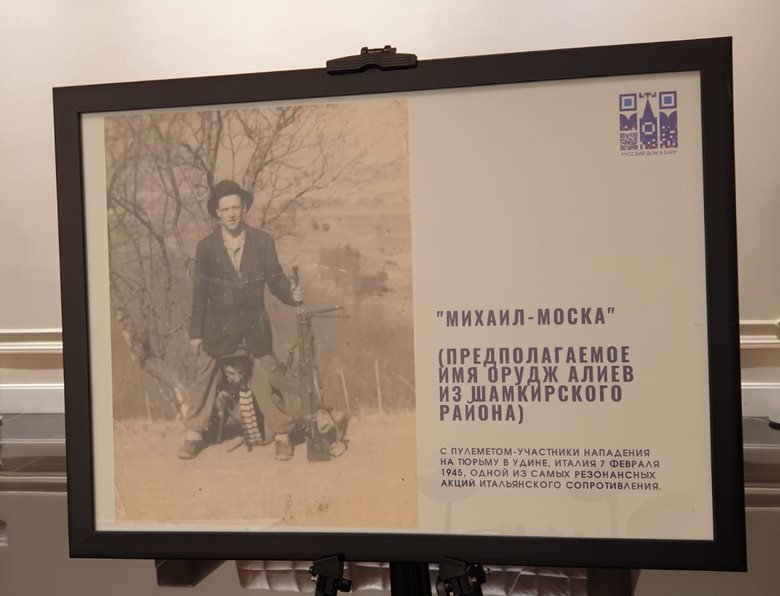 РУССКИЙ ДОМ В БАКУ
"МИХАИЛ-МОСКА"
(ПРЕДПОЛАГАЕМОЕ
ИМЯ ОРУДЖ АЛИЕВ
ИЗ ШАМКИРСКОГО
РАЙОНА)
С ПУЛЕМЕТОМ-УЧАСТНИКИ НАПАДЕНИЯ
НА ТЮРЬМУ В УДИНЕ, ИТАЛИЯ 7 ФЕВРАЛЯ
1945, ОДНОЙ ИЗ САМЫХ РЕЗОНАНСНЫХ
АКЦИЙ ИТАЛЬЯНСКОГО СОПРОТИВЛЕНИЯ.